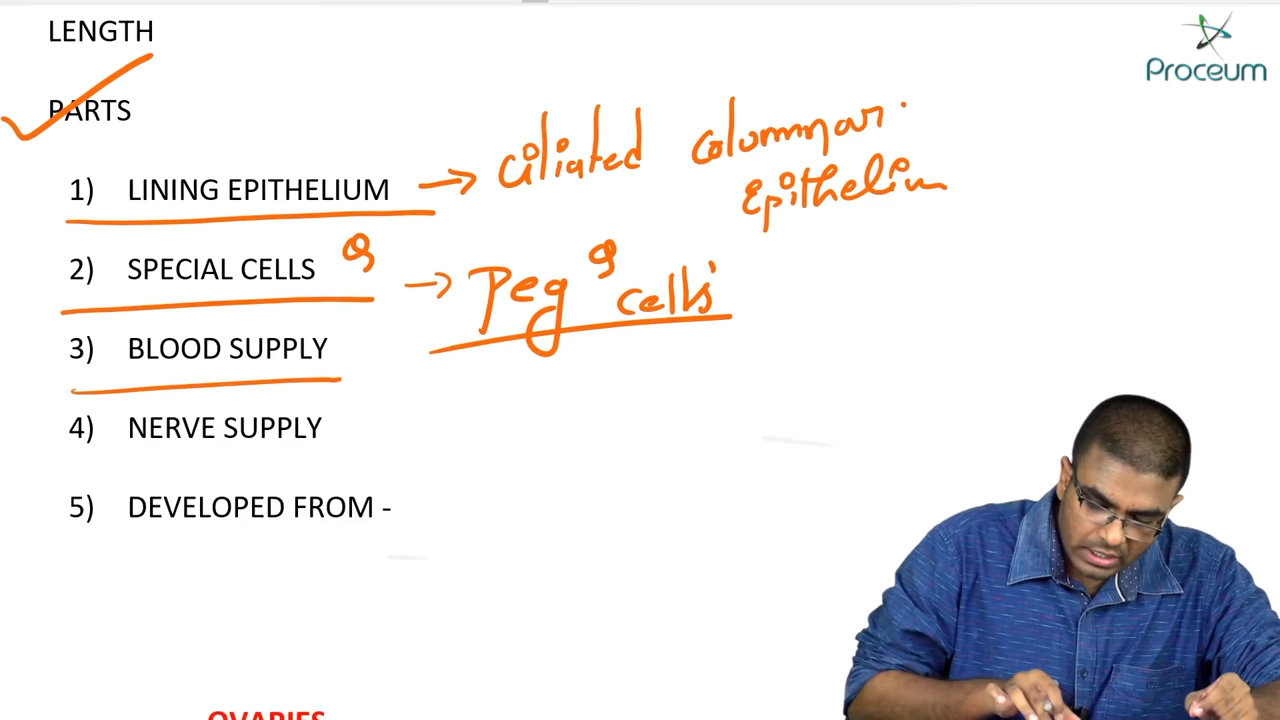 LENGTH
Proceum
PARTS
1) LINING EPITHELIUM → ciliated columnar
Epithelium
2) SPECIAL CELLS → Peg cells
3) BLOOD SUPPLY
4) NERVE SUPPLY
5) DEVELOPED FROM -
OVARIES